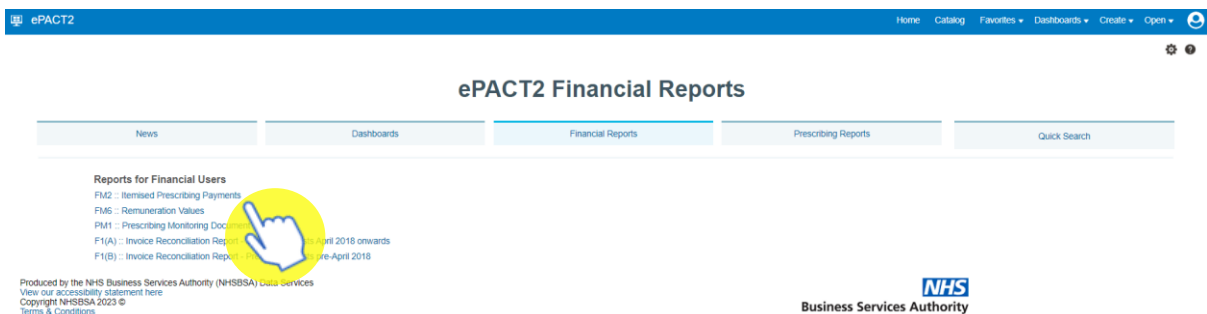 ePACT2
Home Catalog Favorites Dashboards Create Open
ePACT2 Financial Reports
News Dashboards Financial Reports Prescribing Reports Quick Search
Reports for Financial Users
FM2 :: Itemised Prescribing Payments
FM6 :: Remuneration Values
PM1 :: Prescribing Monitoring
F1(A) :: Invoice Reconciliation Report - April 2018 onwards
F1(B) :: Invoice Reconciliation Report - pre-April 2018
Produced by the NHS Business Services Authority (NHSBSA) Data Services
View our accessibility statement here
Copyright NHSBSA 2023 ©
Terms & Conditions
NHS
Business Services Authority